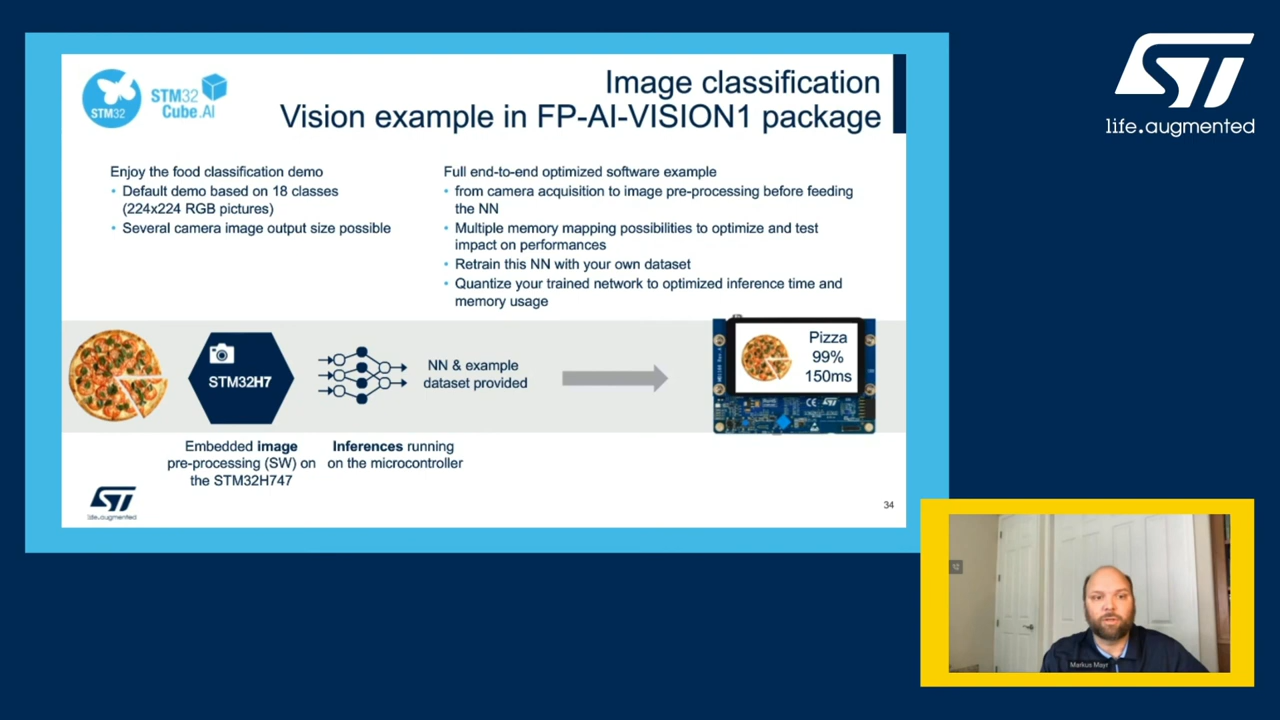 STM32
STM32
Cube.AI
Image classification
Vision example in FP-AI-VISION1 package
Enjoy the food classification demo
• Default demo based on 18 classes
(224x224 RGB pictures)
• Several camera image output size possible
Full end-to-end optimized software example
• from camera acquisition to image pre-processing before feeding
the NN
• Multiple memory mapping possibilities to optimize and test
impact on performances
• Retrain this NN with your own dataset
• Quantize your trained network to optimized inference time and
memory usage
STM32H7
NN & example
dataset provided
Pizza
99%
150ms
Embedded image
pre-processing (SW) on
the STM32H747
Inferences running
on the microcontroller
ST
life.augmented
34
ST
life.augmented
Markus Mayr